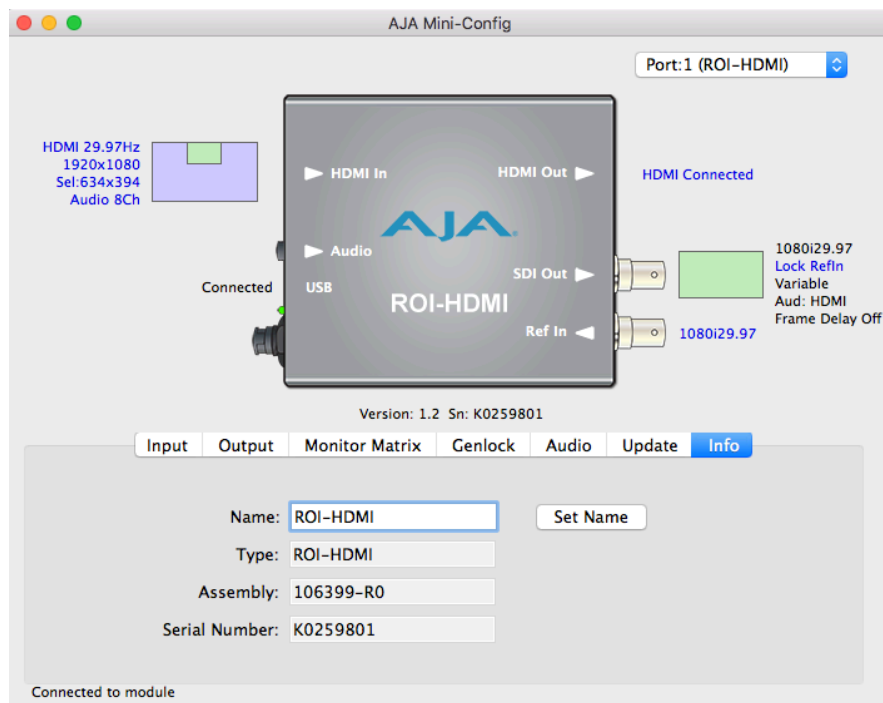 AJA Mini-Config
Port:1 (ROI-HDMI)
HDMI 29.97Hz
1920x1080
Sel:634x394
Audio 8Ch
HDMI In
HDMI Out
HDMI Connected
AJA
Audio
Connected
USB
SDI Out
ROI-HDMI
Ref In
1080i29.97
1080i29.97
Lock RefIn
Variable
Aud: HDMI
Frame Delay Off
Version: 1.2 Sn: K0259801
Input Output Monitor Matrix Genlock Audio Update Info
Name: ROI-HDMI Set Name
Type: ROI-HDMI
Assembly: 106399-R0
Serial Number: K0259801
Connected to module